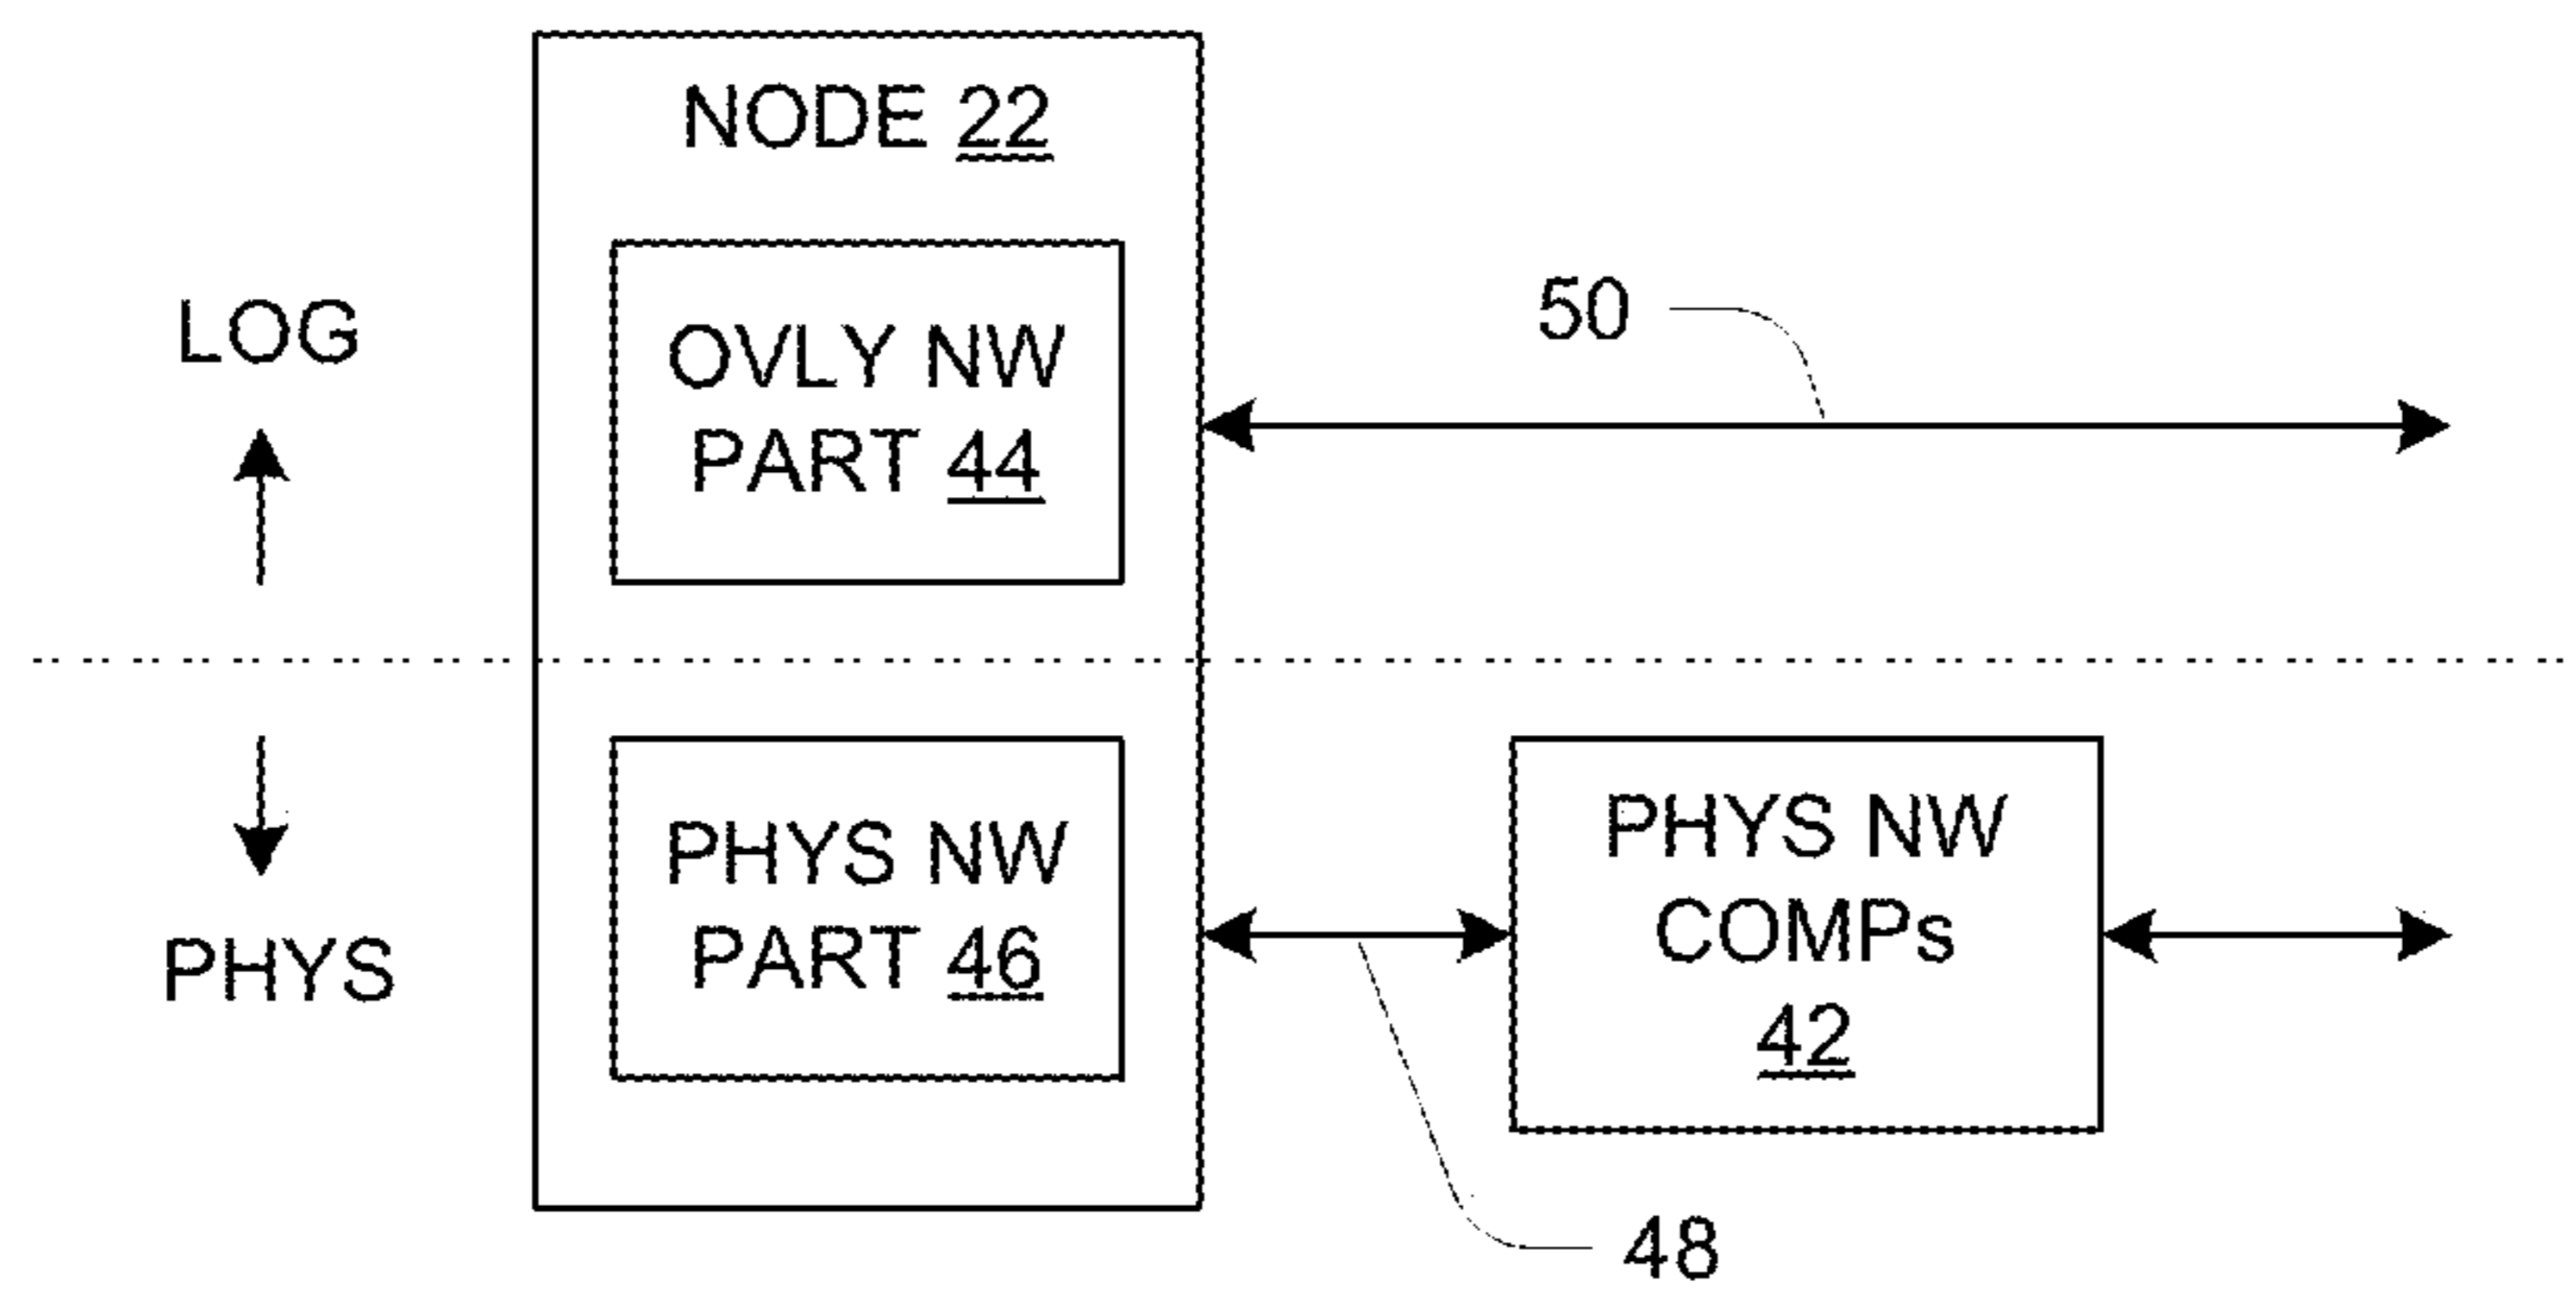 NODE 22
LOG
OVLY NW
PART 44
50
PHYS
PHYS NW
PART 46
PHYS NW
COMPs
42
48